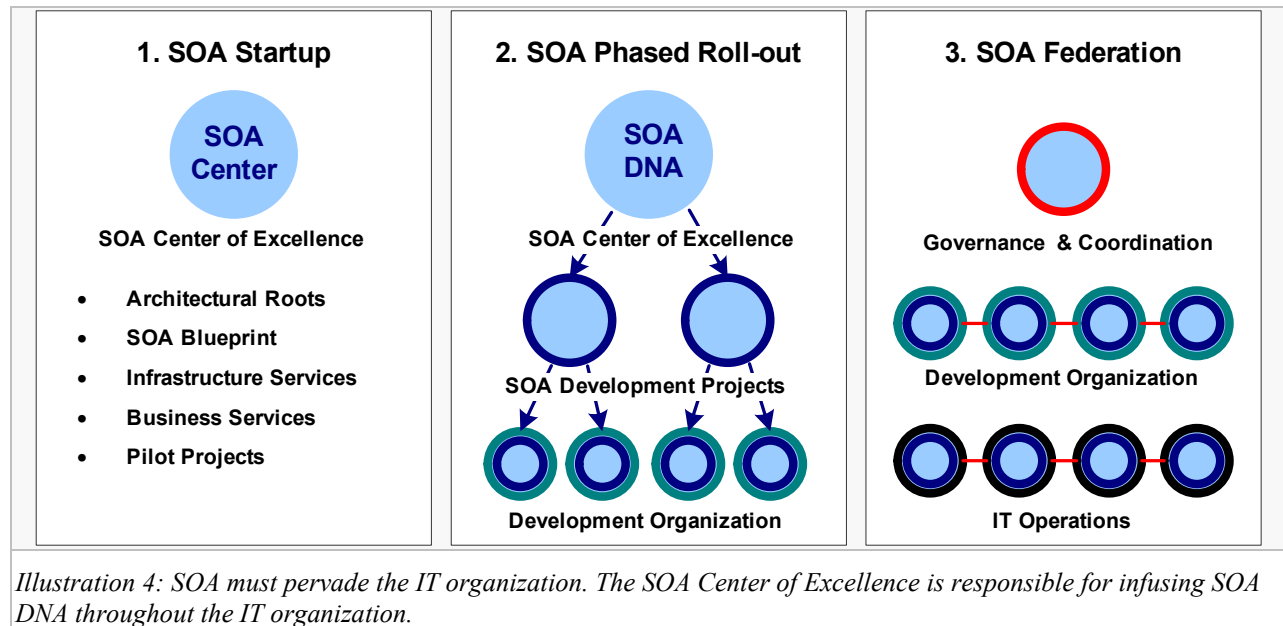 1. SOA Startup
SOA
Center
SOA Center of Excellence
• Architectural Roots
• SOA Blueprint
• Infrastructure Services
• Business Services
• Pilot Projects
2. SOA Phased Roll-out
SOA
DNA
SOA Center of Excellence
SOA Development Projects
Development Organization
3. SOA Federation
Governance & Coordination
Development Organization
IT Operations
Illustration 4: SOA must pervade the IT organization. The SOA Center of Excellence is responsible for infusing SOA
DNA throughout the IT organization.